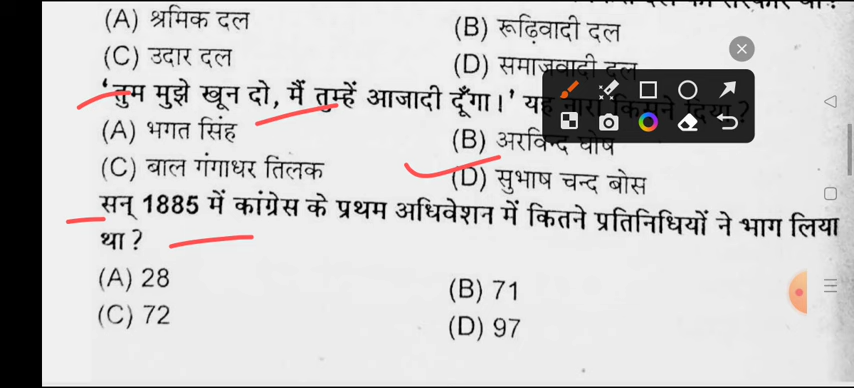 (A) श्रमिक दल (B) रूढ़िवादी दल
(C) उदार दल (D) समाजवादी दल
'तुम मुझे खून दो, मैं तुम्हें आजादी दूँगा।' यह नारा किसने दिया?
(A) भगत सिंह (B) अरविन्द घोष
(C) बाल गंगाधर तिलक (D) सुभाष चन्द बोस
सन् 1885 में कांग्रेस के प्रथम अधिवेशन में कितने प्रतिनिधियों ने भाग लिया
था?
(A) 28 (B) 71
(C) 72 (D) 97